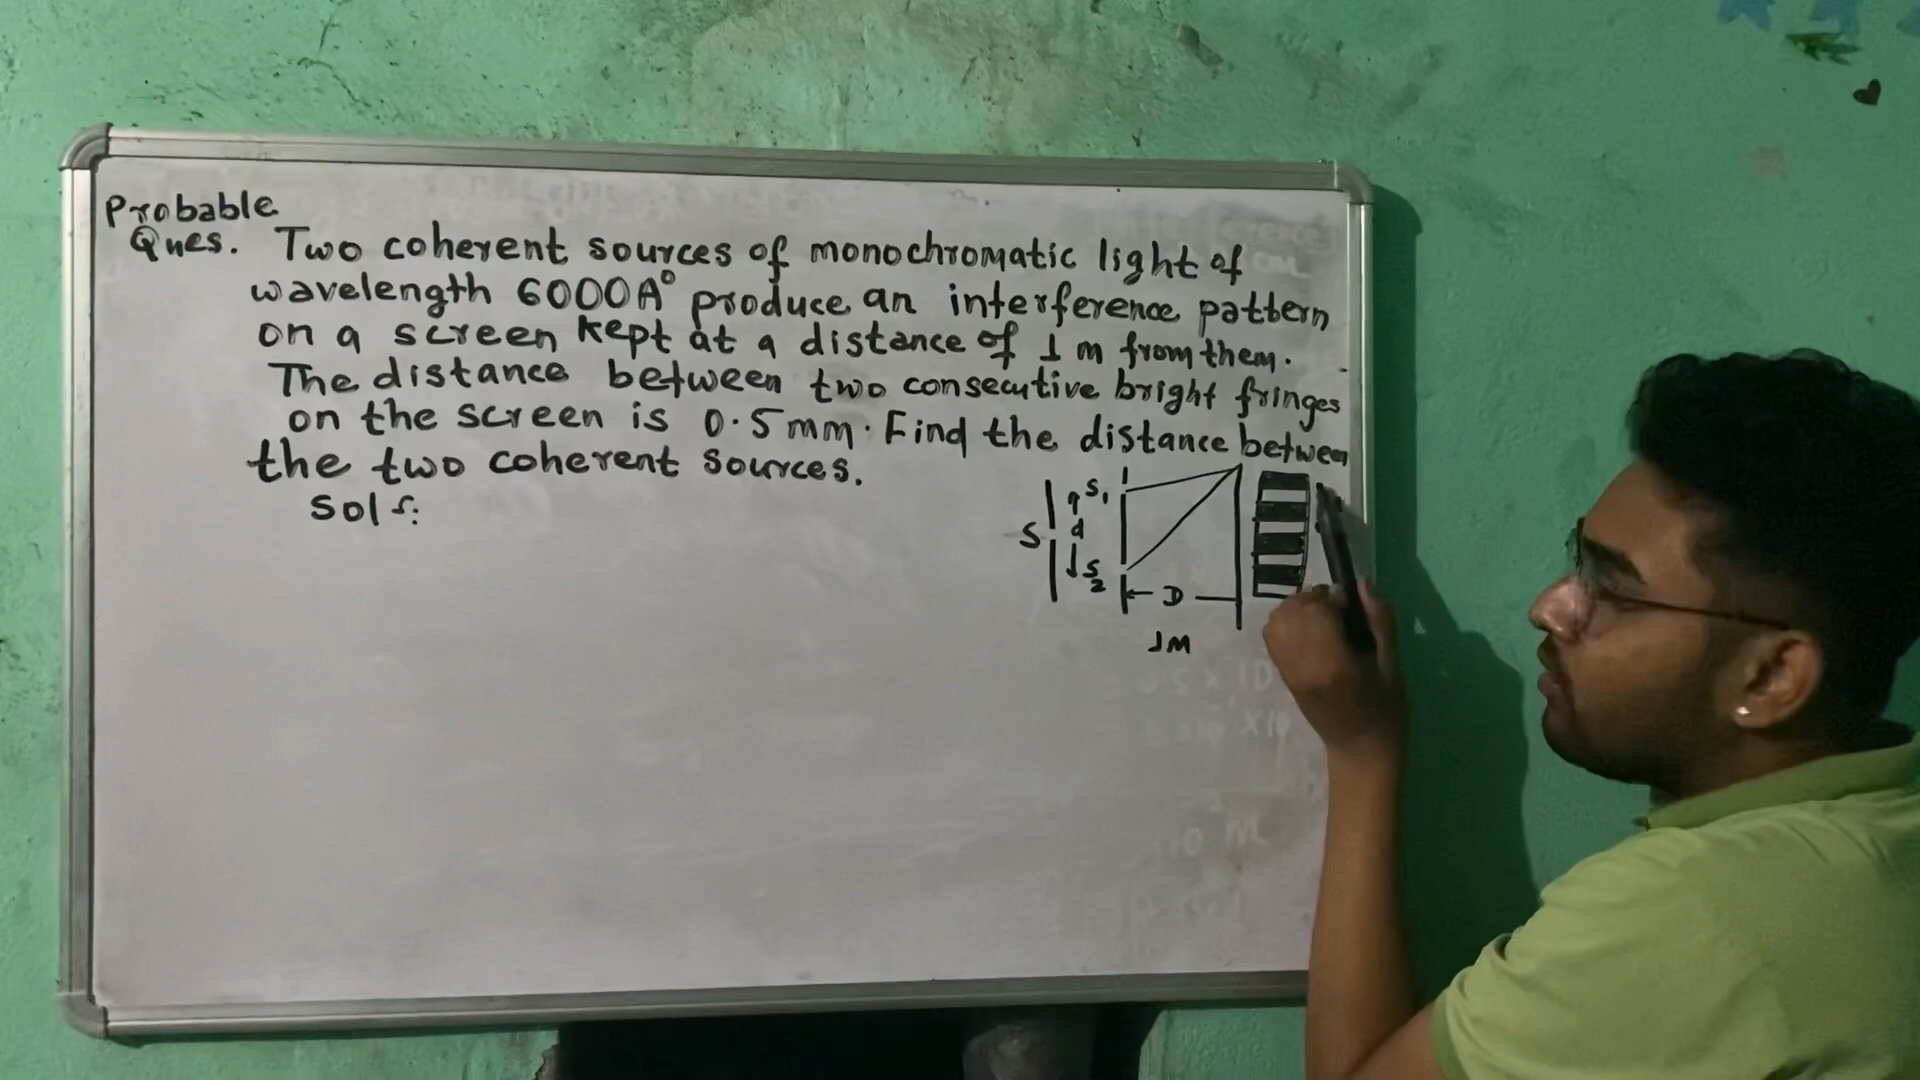 Probable
Ques. Two coherent sources of monochromatic light of
wavelength 6000A° produce an interference pattern
on a screen kept at a distance of 1 m from them.
The distance between two consecutive bright fringes
on the screen is 0.5mm. Find the distance between
the two coherent sources.
Sol:
S1
S
d
S2
D
1M